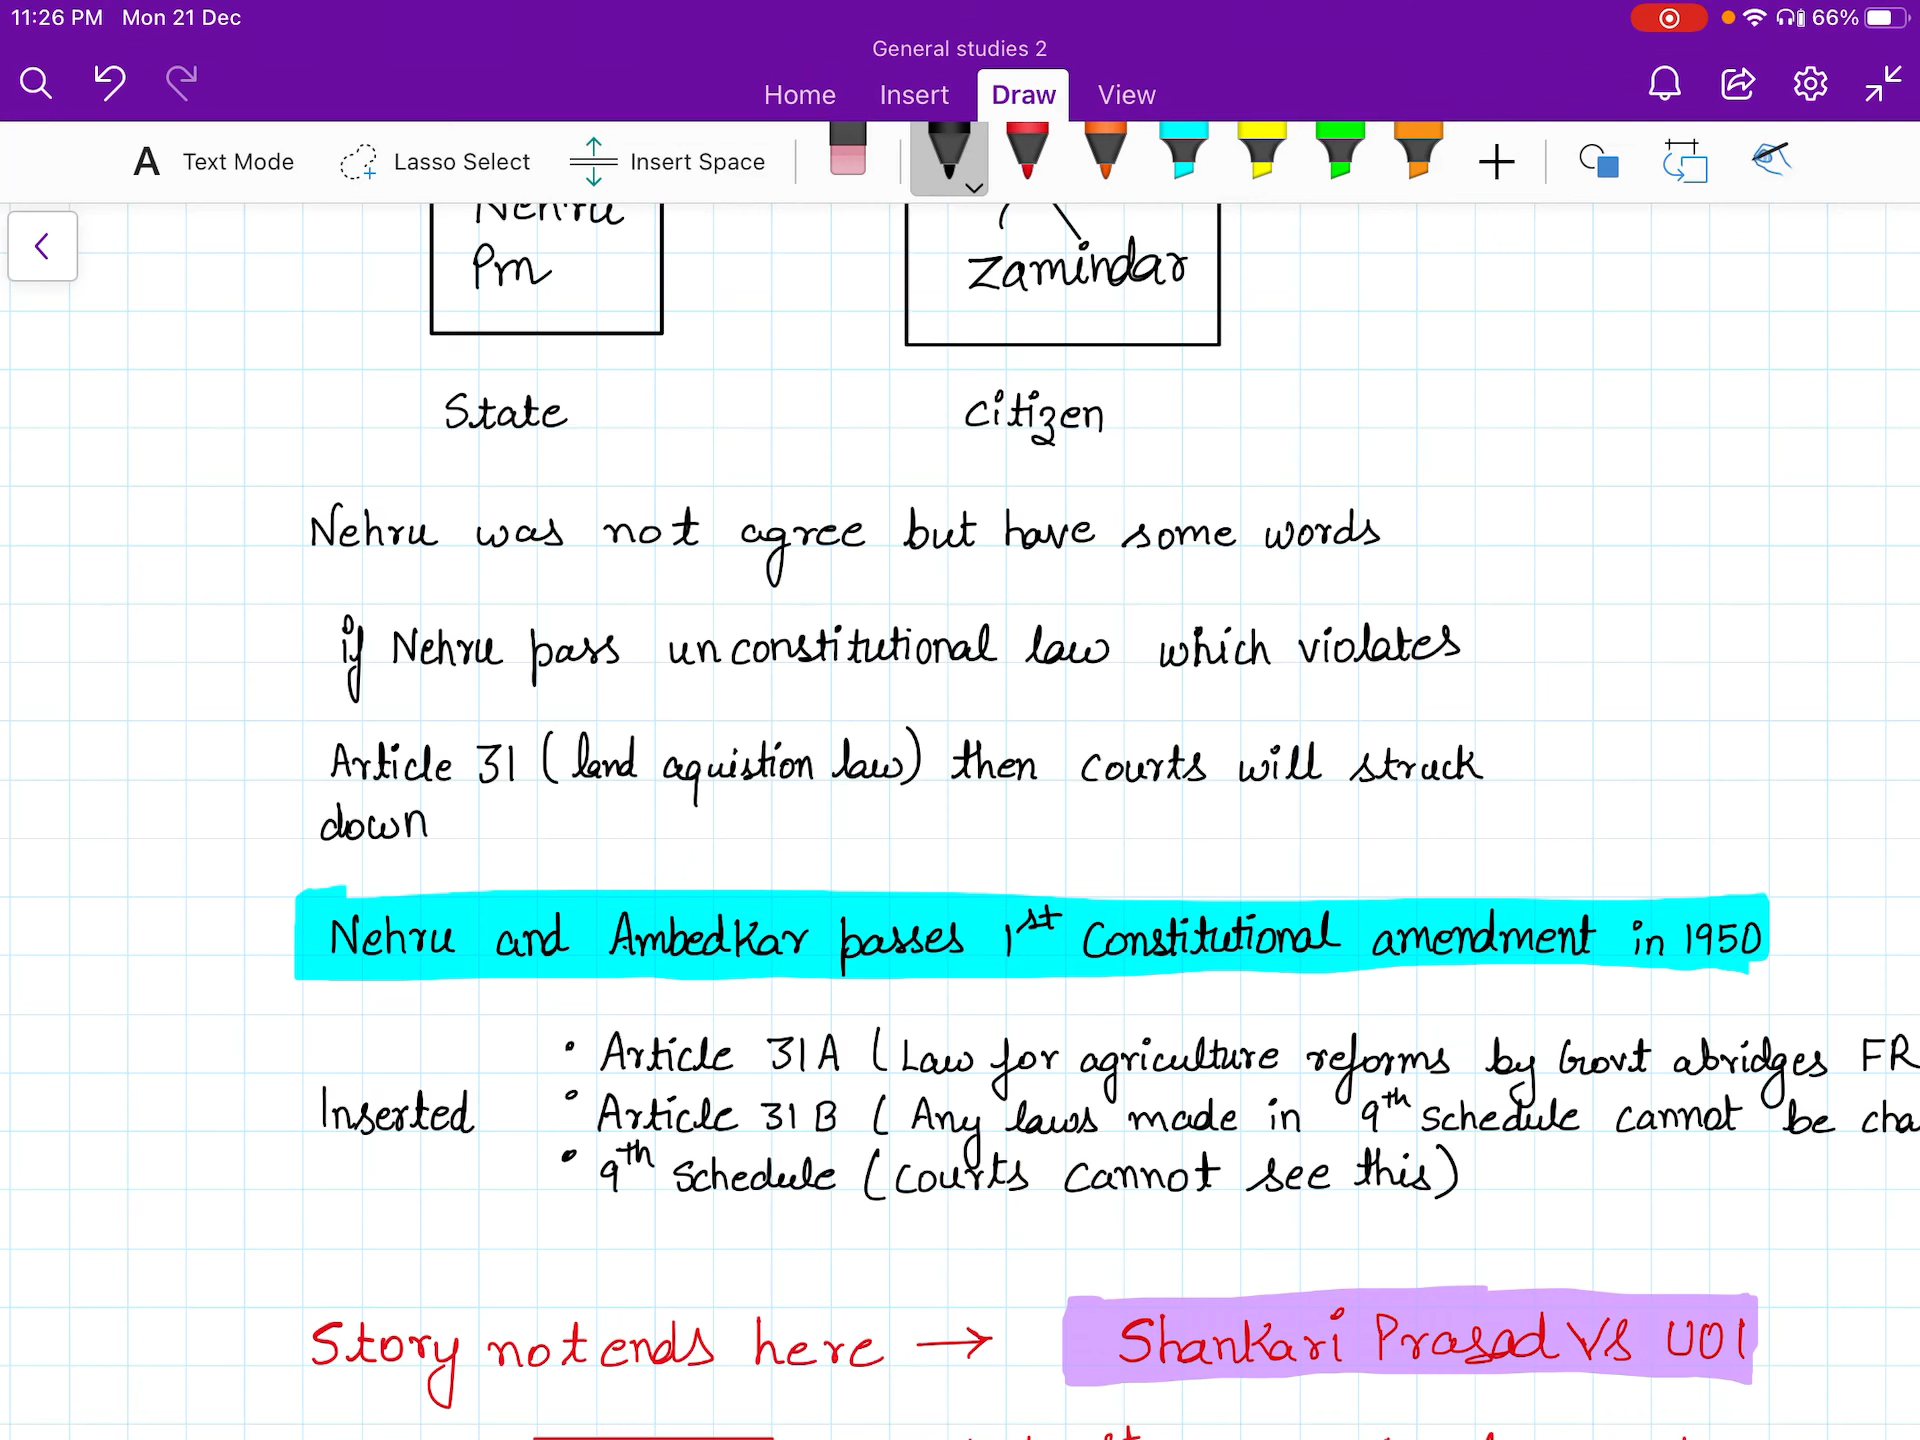 11:26 PM Mon 21 Dec
66%
General studies 2
Home Insert Draw View
A Text Mode Lasso Select Insert Space
Nehru
Pm
Zamindar
State
Citizen
Nehru was not agree but have some words
if Nehru pass unconstitutional law which violates
Article 31 (land aquistion law) then courts will struck
down
Nehru and Ambedkar passes 1st Constitutional amendment in 1950
• Article 31A (Law for agriculture reforms by Govt abridges FR
Inserted
• Article 31B (Any laws made in 9th schedule cannot be cha
• 9th Schedule (courts cannot see this)
Story not ends here → Shankari Prasad Vs UOI